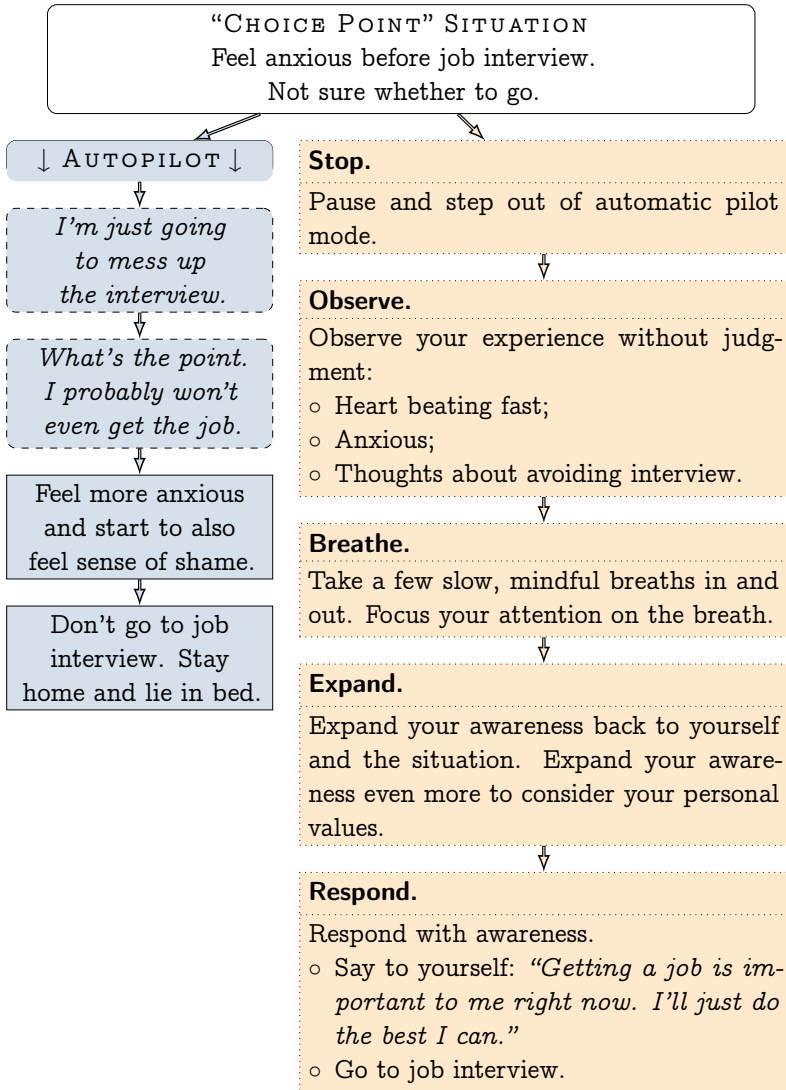 “CHOICE POINT” SITUATION
Feel anxious before job interview.
Not sure whether to go.
↓ AUTOPILOT ↓
I'm just going
to mess up
the interview.
What's the point.
I probably won't
even get the job.
Feel more anxious
and start to also
feel sense of shame.
Don't go to job
interview. Stay
home and lie in bed.
Stop.
Pause and step out of automatic pilot
mode.
Observe.
Observe your experience without judg-
ment:
○ Heart beating fast;
○ Anxious;
○ Thoughts about avoiding interview.
Breathe.
Take a few slow, mindful breaths in and
out. Focus your attention on the breath.
Expand.
Expand your awareness back to yourself
and the situation. Expand your aware-
ness even more to consider your personal
values.
Respond.
Respond with awareness.
○ Say to yourself: “Getting a job is im-
portant to me right now. I'll just do
the best I can.”
○ Go to job interview.